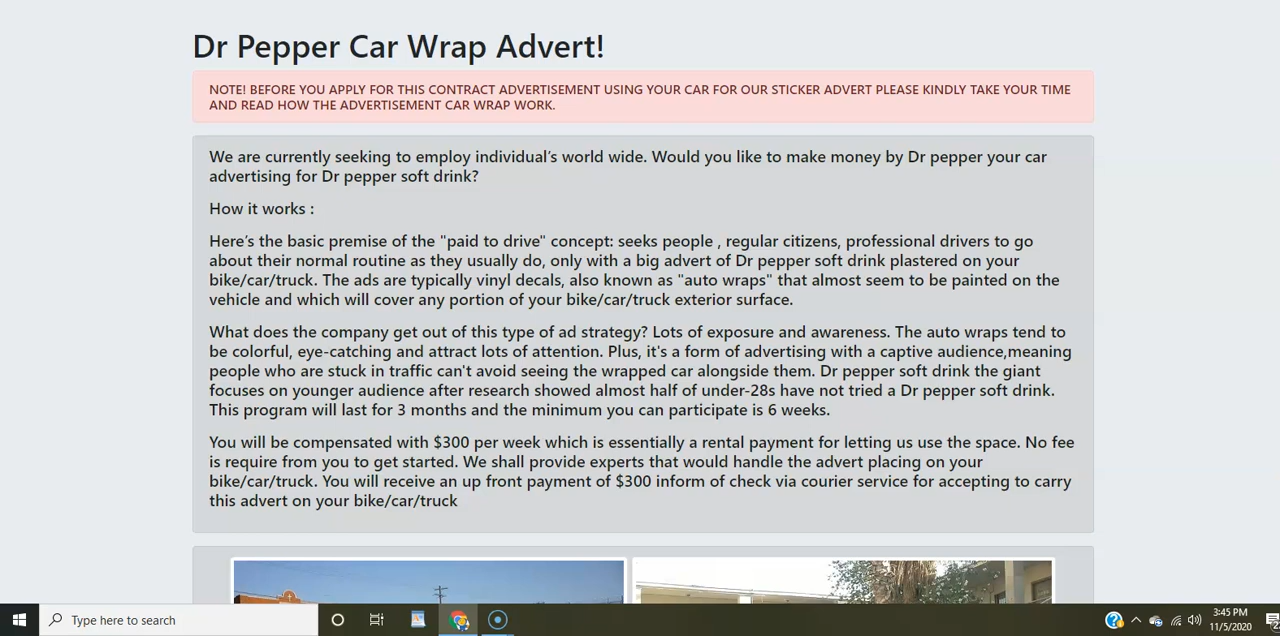 Dr Pepper Car Wrap Advert!
NOTE! BEFORE YOU APPLY FOR THIS CONTRACT ADVERTISEMENT USING YOUR CAR FOR OUR STICKER ADVERT PLEASE KINDLY TAKE YOUR TIME
AND READ HOW THE ADVERTISEMENT CAR WRAP WORK.
We are currently seeking to employ individual's world wide. Would you like to make money by Dr pepper your car
advertising for Dr pepper soft drink?
How it works :
Here's the basic premise of the "paid to drive" concept: seeks people , regular citizens, professional drivers to go
about their normal routine as they usually do, only with a big advert of Dr pepper soft drink plastered on your
bike/car/truck. The ads are typically vinyl decals, also known as "auto wraps" that almost seem to be painted on the
vehicle and which will cover any portion of your bike/car/truck exterior surface.
What does the company get out of this type of ad strategy? Lots of exposure and awareness. The auto wraps tend to
be colorful, eye-catching and attract lots of attention. Plus, it's a form of advertising with a captive audience,meaning
people who are stuck in traffic can't avoid seeing the wrapped car alongside them. Dr pepper soft drink the giant
focuses on younger audience after research showed almost half of under-28s have not tried a Dr pepper soft drink.
This program will last for 3 months and the minimum you can participate is 6 weeks.
You will be compensated with $300 per week which is essentially a rental payment for letting us use the space. No fee
is require from you to get started. We shall provide experts that would handle the advert placing on your
bike/car/truck. You will receive an up front payment of $300 inform of check via courier service for accepting to carry
this advert on your bike/car/truck
Type here to search
3:45 PM
11/5/2020